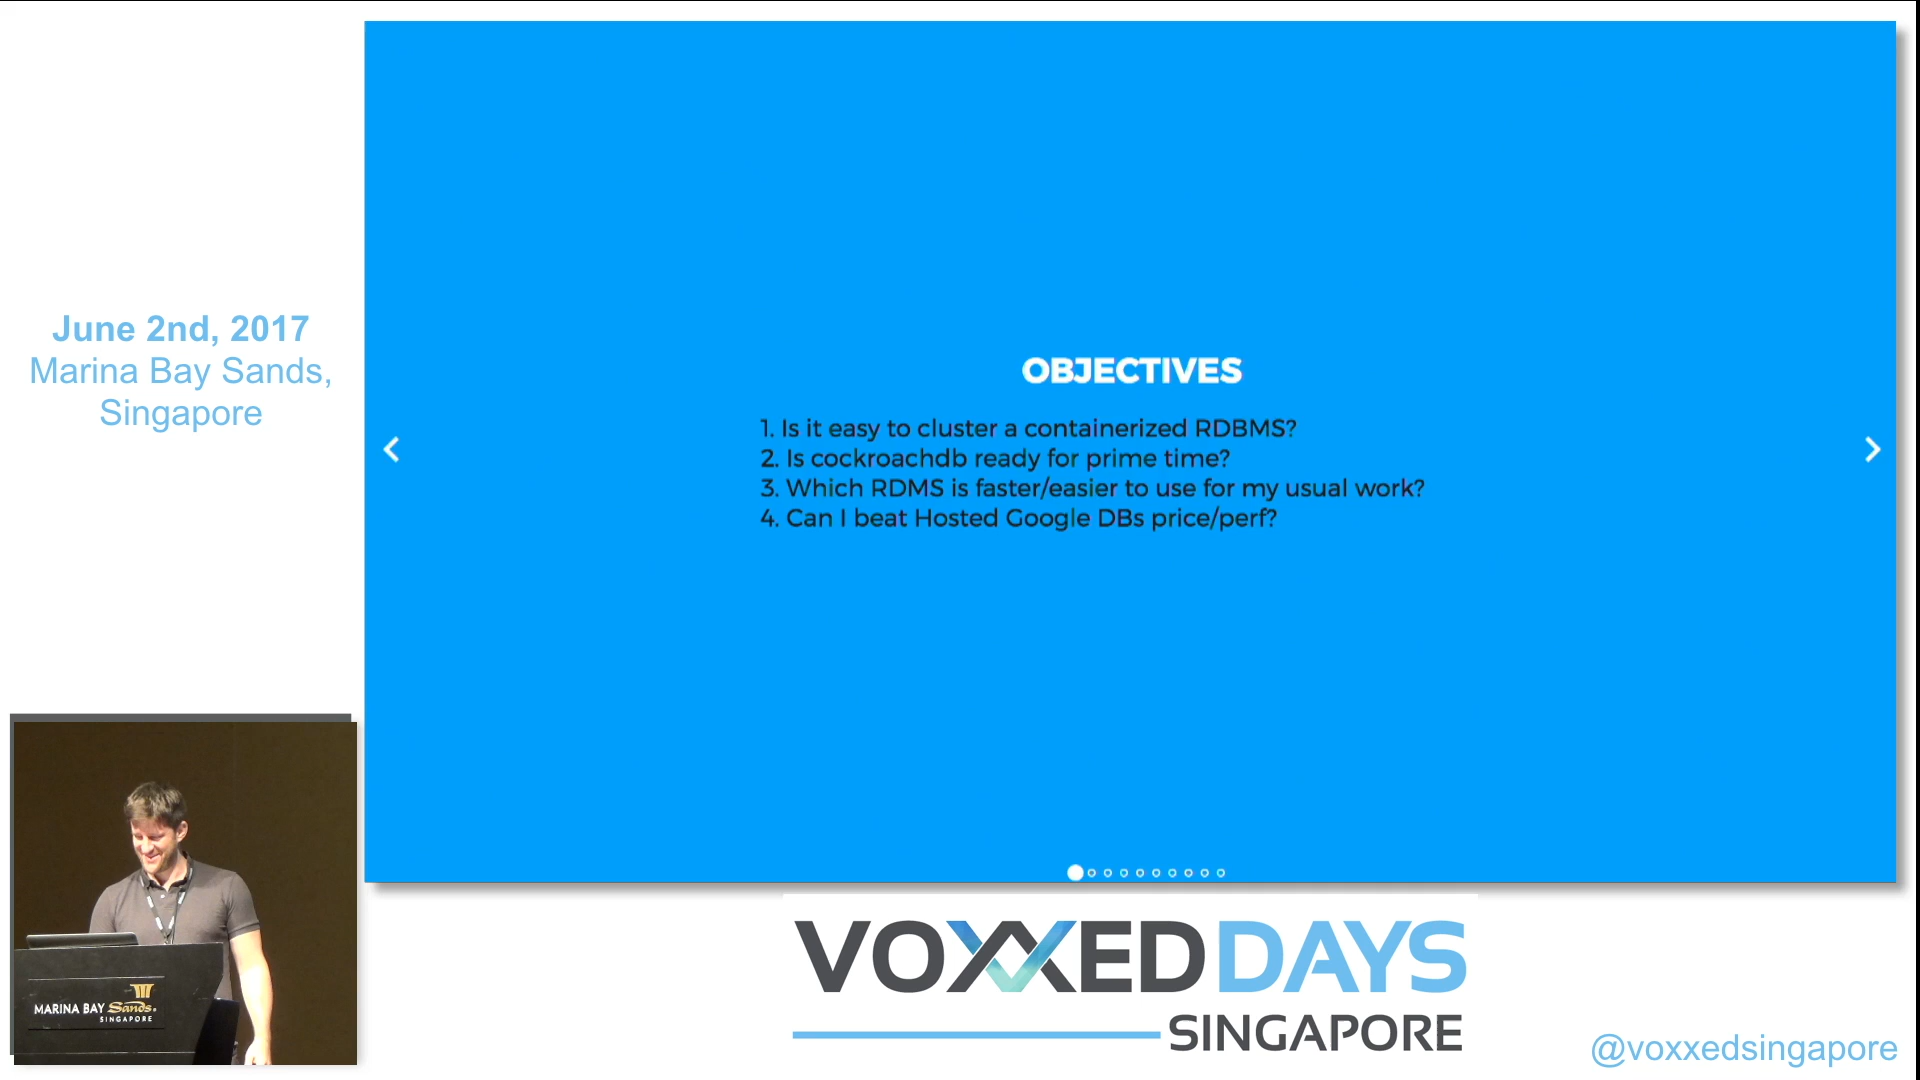 June 2nd, 2017
Marina Bay Sands,
Singapore
OBJECTIVES
1. Is it easy to cluster a containerized RDBMS?
2. Is cockroachdb ready for prime time?
3. Which RDMS is faster/easier to use for my usual work?
4. Can I beat Hosted Google DBs price/perf?
MARINA BAY Sands.
SINGAPORE
VOXXED DAYS
SINGAPORE
@voxxedsingapore